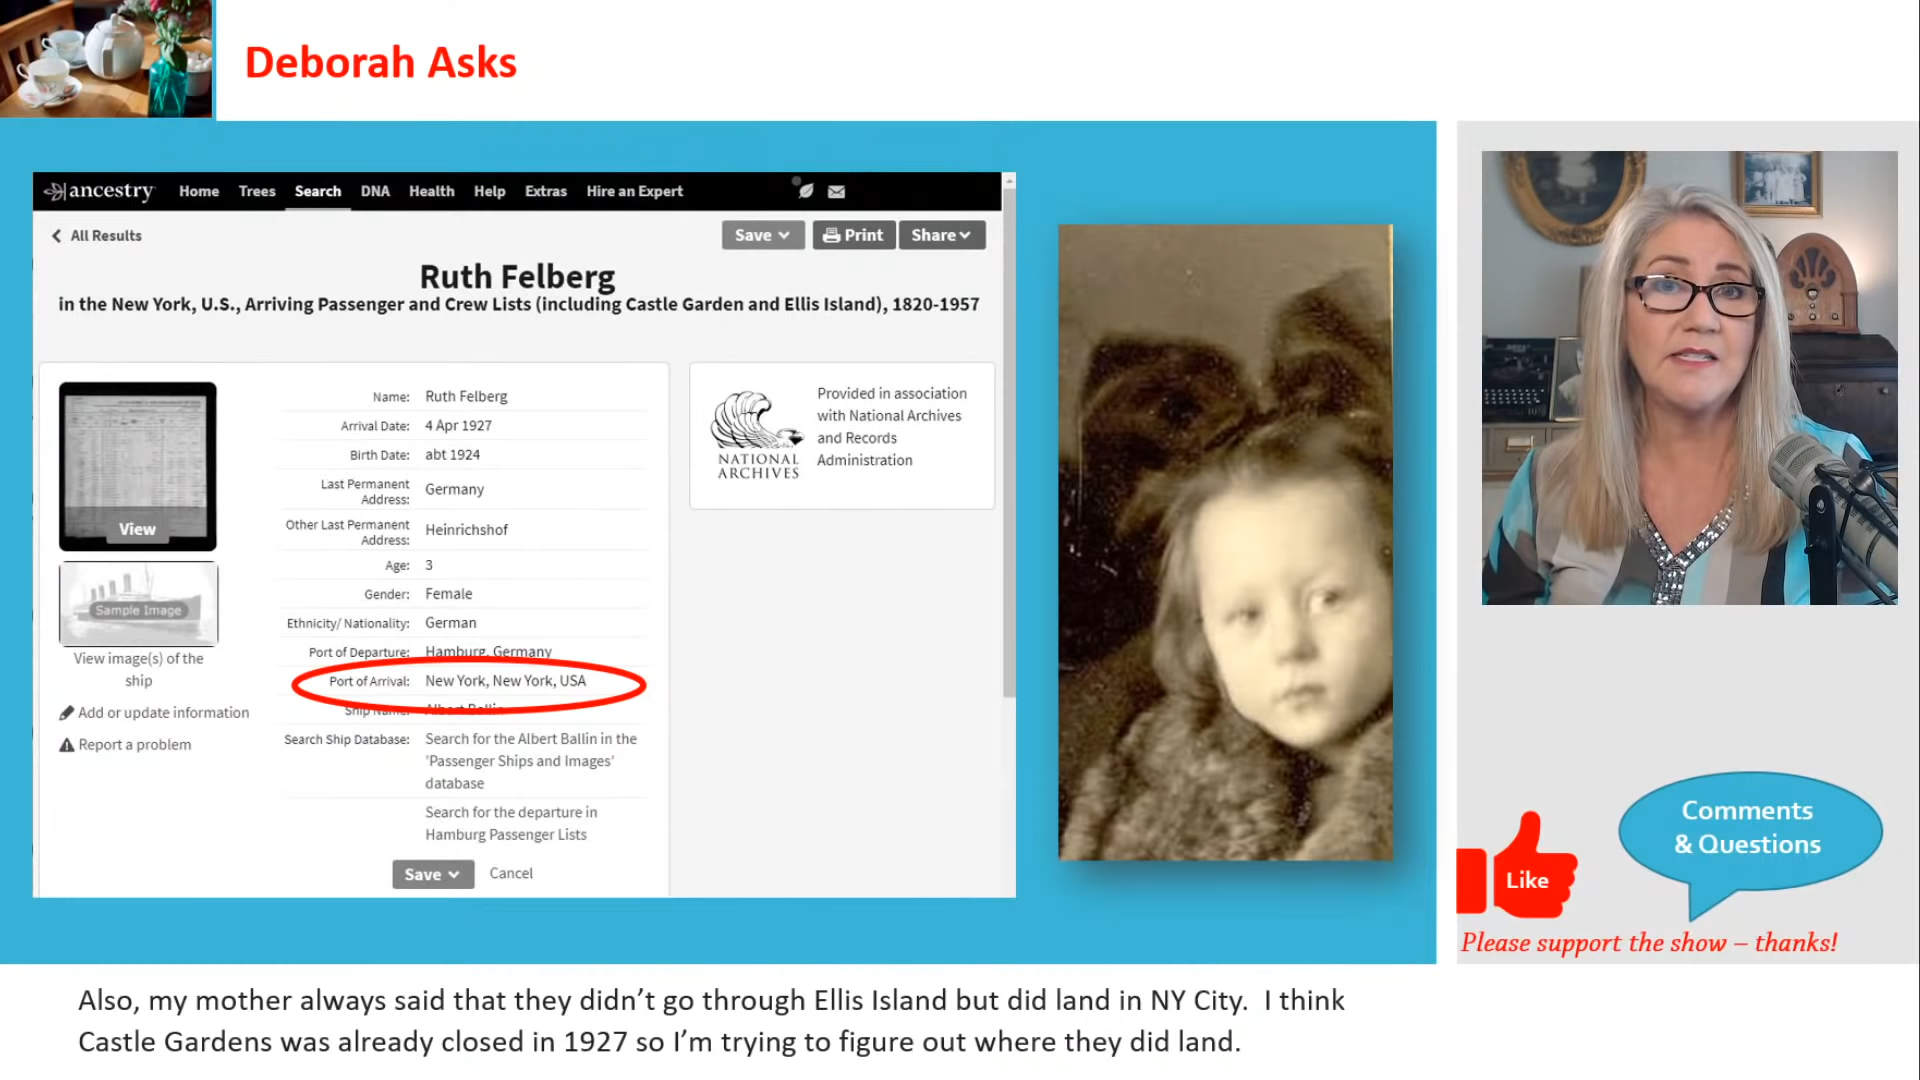 Deborah Asks
ancestry Home Trees Search DNA Health Help Extras Hire an Expert
All Results
Save Print Share
Ruth Felberg
in the New York, U.S., Arriving Passenger and Crew Lists (including Castle Garden and Ellis Island), 1820-1957
View
Sample Image
View image(s) of the
ship
Add or update information
Report a problem
Name: Ruth Felberg
Arrival Date: 4 Apr 1927
Birth Date: abt 1924
Last Permanent
Address: Germany
Other Last Permanent
Address: Heinrichshof
Age: 3
Gender: Female
Ethnicity/ Nationality: German
Port of Departure: Hamburg, Germany
Port of Arrival: New York, New York, USA
Ship Name: Albert Ballin
Search Ship Database: Search for the Albert Ballin in the
'Passenger Ships and Images'
database
Search for the departure in
Hamburg Passenger Lists
Save Cancel
NATIONAL
ARCHIVES
Provided in association
with National Archives
and Records
Administration
Like
Comments
& Questions
Please support the show – thanks!
Also, my mother always said that they didn't go through Ellis Island but did land in NY City. I think
Castle Gardens was already closed in 1927 so I'm trying to figure out where they did land.